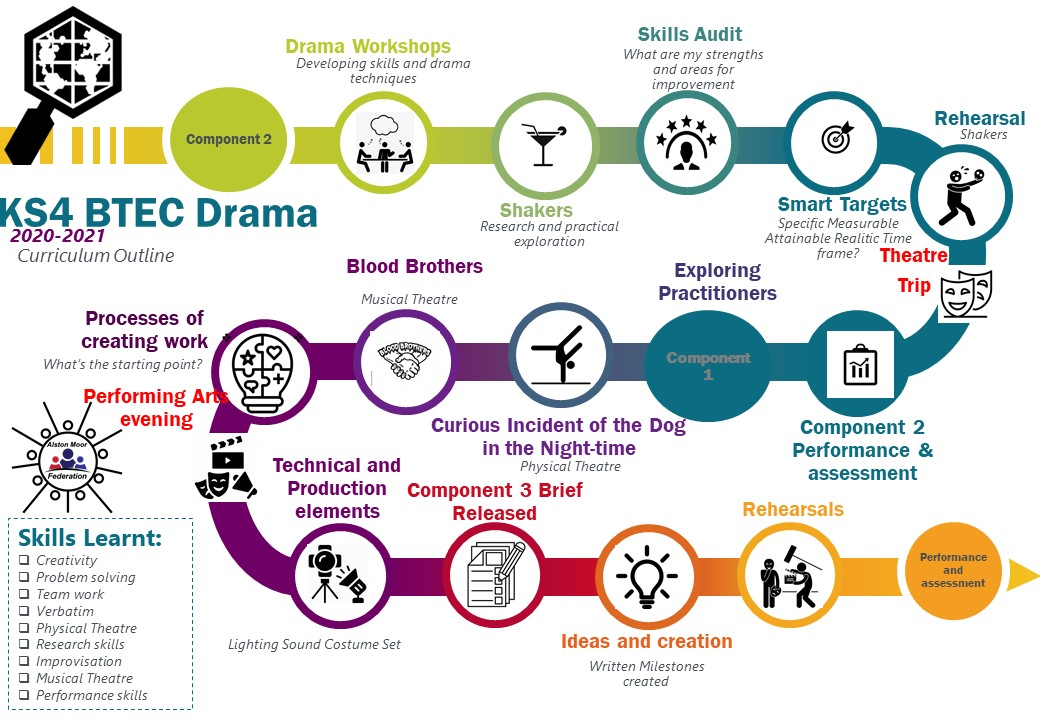 Component 2
Drama Workshops
Developing skills and drama
techniques
Shakers
Research and practical
exploration
Skills Audit
What are my strengths
and areas for
improvement
Smart Targets
Specific Measurable
Attainable Realitic Time
frame?
Rehearsal
Shakers
KS4 BTEC Drama
2020-2021
Curriculum Outline
Theatre
Trip
Component 2
Performance &
assessment
Exploring
Practitioners
Component
1
Curious Incident of the Dog
in the Night-time
Physical Theatre
Blood Brothers
Musical Theatre
BLOOD BROTHERS
Processes of
creating work
What's the starting point?
Performing Arts
evening
Alston Moor
Federation
Technical and
Production
elements
Lighting Sound Costume Set
Component 3 Brief
Released
Ideas and creation
Written Milestones
created
Rehearsals
Performance
and
assessment
Skills Learnt:
Creativity
Problem solving
Team work
Verbatim
Physical Theatre
Research skills
Improvisation
Musical Theatre
Performance skills